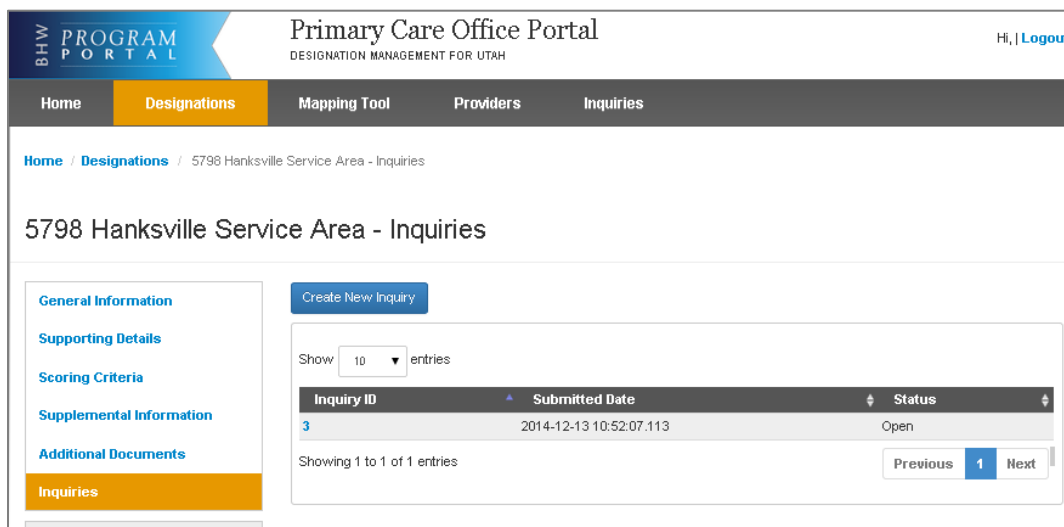 BHW PROGRAM PORTAL
Primary Care Office Portal
DESIGNATION MANAGEMENT FOR UTAH
Hi, | Logout
Home Designations Mapping Tool Providers Inquiries
Home / Designations / 5798 Hanksville Service Area - Inquiries
5798 Hanksville Service Area - Inquiries
General Information
Supporting Details
Scoring Criteria
Supplemental Information
Additional Documents
Inquiries
Create New Inquiry
Show 10 entries
Inquiry ID Submitted Date Status
3 2014-12-13 10:52:07.113 Open
Showing 1 to 1 of 1 entries
Previous 1 Next